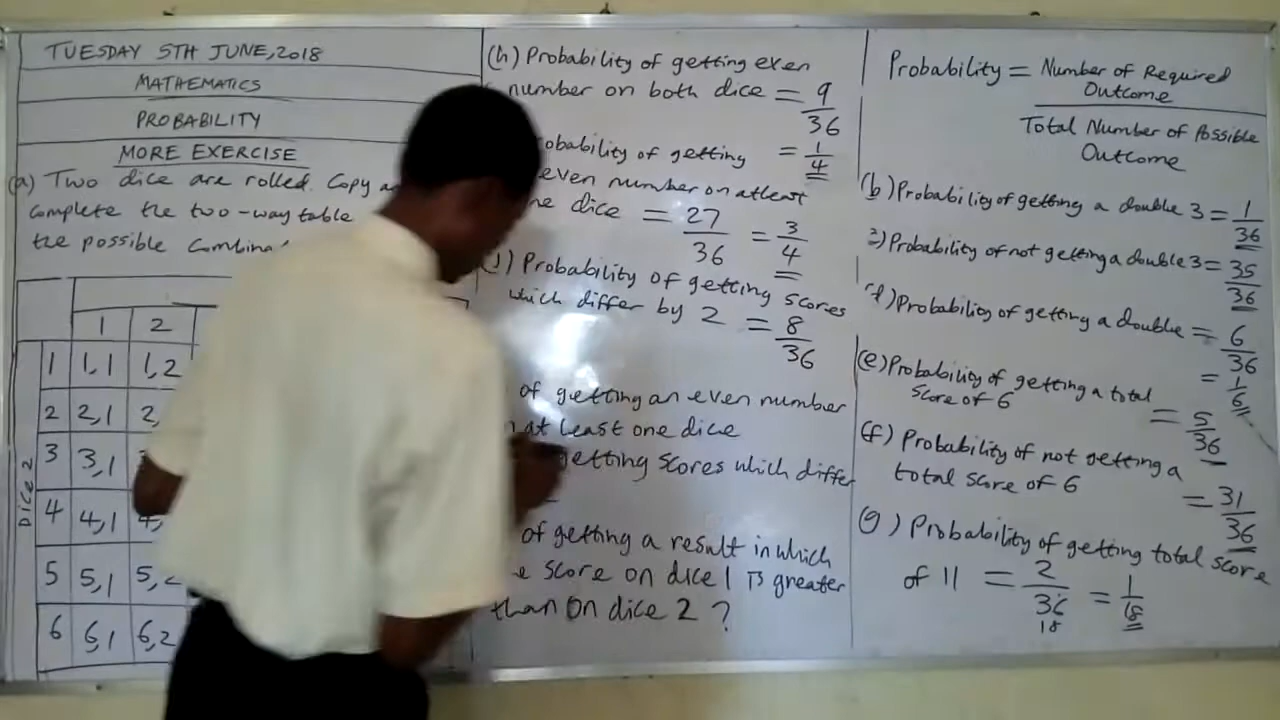 TUESDAY 5TH JUNE, 2018
MATHEMATICS
PROBABILITY
MORE EXERCISE
(a) Two dice are rolled. Copy
complete the two-way table
the possible
1 2
1 1,1 1,2
2 2,1 2,
3 3,1
4 4,1 4,
5 5,1 5,2
6 6,1 6,2
Dice 2
(h) Probability of getting even
number on both dice = 9/36
= 1/4
of getting
even number on atleast
dice = 27/36 = 3/4
Probability of getting scores
which differ by 2 = 8/36
of getting an even number
at least one dice
getting scores which differ
of getting a result in which
score on dice 1 is greater
than on dice 2 ?
Probability = Number of Required
Outcome
Total Number of Possible
Outcome
(b) Probability of getting a double 3 = 1/36
Probability of not getting a double 3 = 35/36
d) Probability of getting a double = 6/36
= 1/6
(e) Probability of getting a total
score of 6 = 5/36
(f) Probability of not getting a
total score of 6 = 31/36
(g) Probability of getting total score
of 11 = 2/36 = 1/18
18